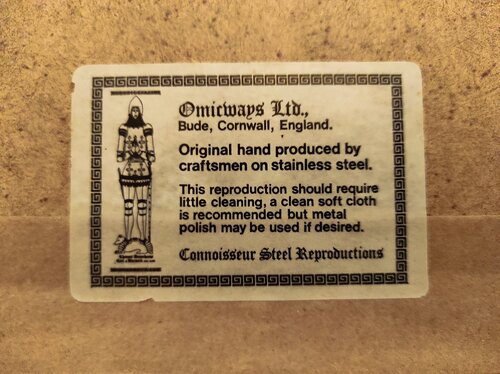 Omicways Ltd.,
Bude, Cornwall, England.
Original hand produced by
craftsmen on stainless steel.
This reproduction should require
little cleaning, a clean soft cloth
is recommended but metal
polish may be used if desired.
Connoisseur Steel Reproductions